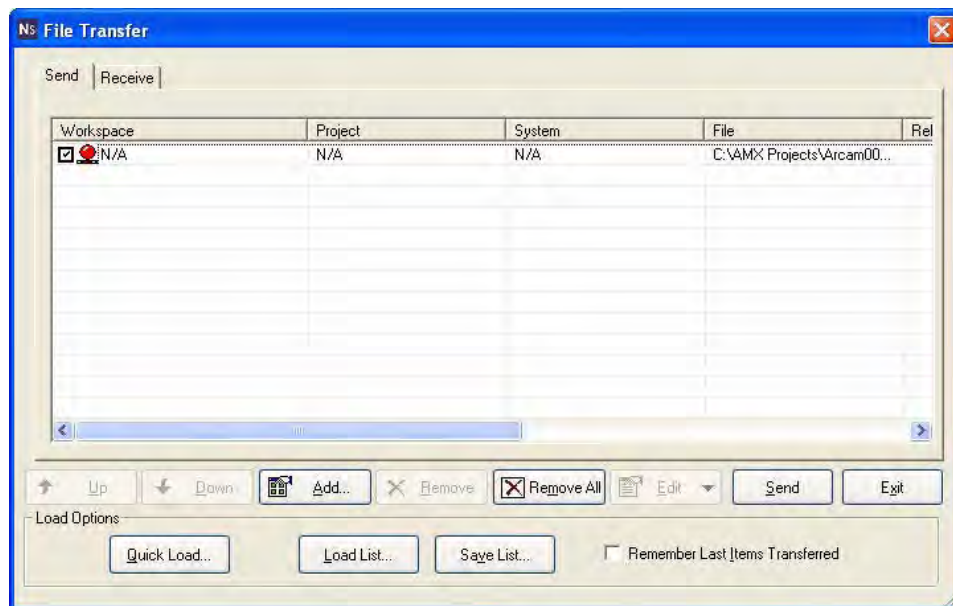 NS File Transfer
Send Receive
Workspace Project System File Rel
N/A N/A N/A C:\AMX Projects\Arcam00...
Up Down Add... Remove Remove All Edit Send Exit
Load Options
Quick Load... Load List... Save List... Remember Last Items Transferred